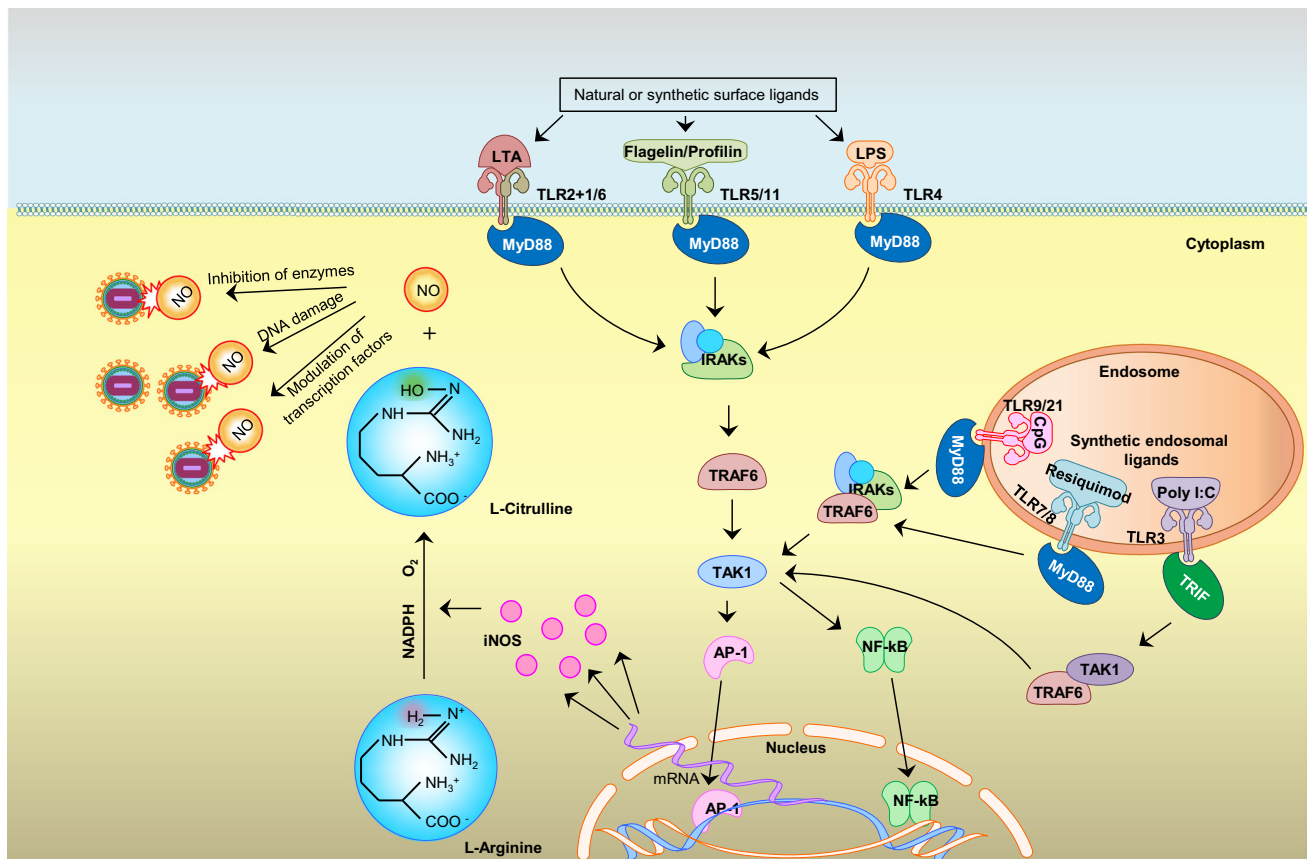 Natural or synthetic surface ligands
LTA
Flagelin/Profilin
LPS
TLR2+1/6
TLR5/11
TLR4
MyD88
MyD88
MyD88
Cytoplasm
Inhibition of enzymes
NO
NO
DNA damage
NO
Modulation of
transcription factors
NO
+
IRAKs
HO
N
NH
NH2
NH3+
COO-
L-Citrulline
Endosome
TLR9/21
CpG
MyD88
Synthetic endosomal
ligands
Resiquimod
Poly I:C
TLR7/8
TLR3
MyD88
TRIF
TRAF6
IRAKs
TRAF6
TAK1
O2
NADPH
iNOS
AP-1
NF-kB
TAK1
TRAF6
H2
N+
NH
NH2
NH3+
COO-
L-Arginine
Nucleus
mRNA
AP-1
NF-kB